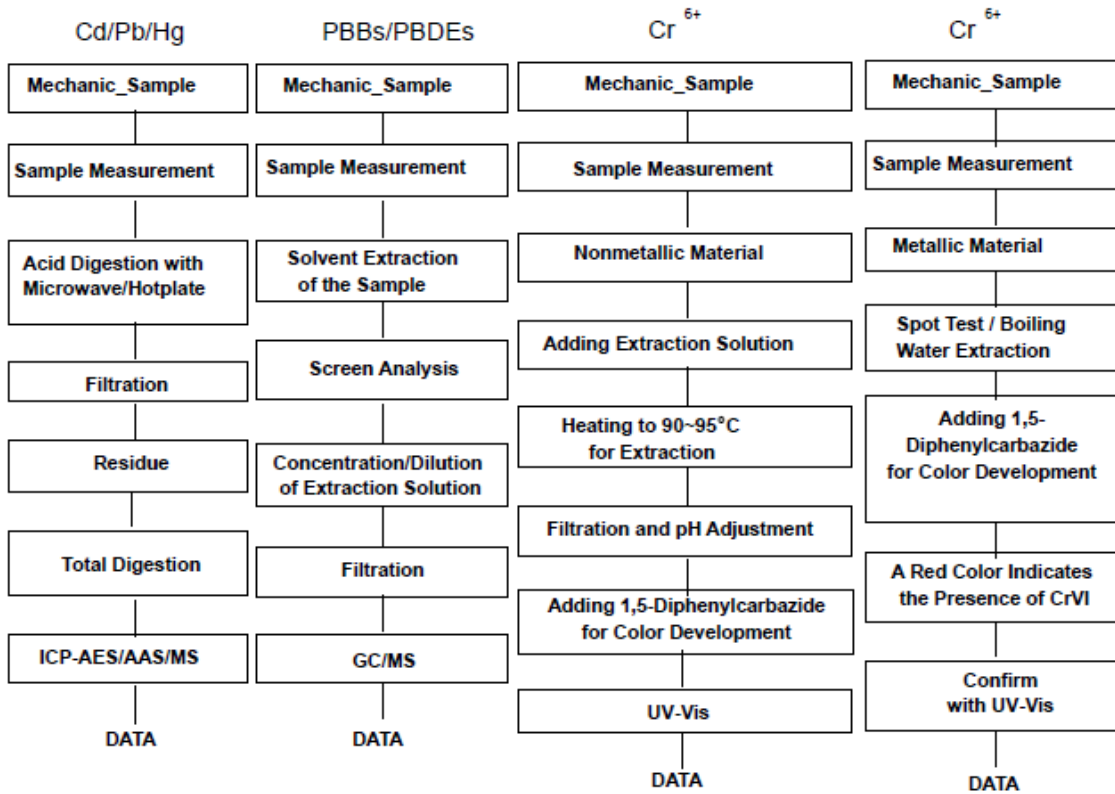 Cd/Pb/Hg
Mechanic_Sample
Sample Measurement
Acid Digestion with
Microwave/Hotplate
Filtration
Residue
Total Digestion
ICP-AES/AAS/MS
DATA
PBBs/PBDEs
Mechanic_Sample
Sample Measurement
Solvent Extraction
of the Sample
Screen Analysis
Concentration/Dilution
of Extraction Solution
Filtration
GC/MS
DATA
Cr 6+
Mechanic_Sample
Sample Measurement
Nonmetallic Material
Adding Extraction Solution
Heating to 90~95°C
for Extraction
Filtration and pH Adjustment
Adding 1,5-Diphenylcarbazide
for Color Development
UV-Vis
DATA
Cr 6+
Mechanic_Sample
Sample Measurement
Metallic Material
Spot Test / Boiling
Water Extraction
Adding 1,5-
Diphenylcarbazide
for Color Development
A Red Color Indicates
the Presence of CrVI
Confirm
with UV-Vis
DATA